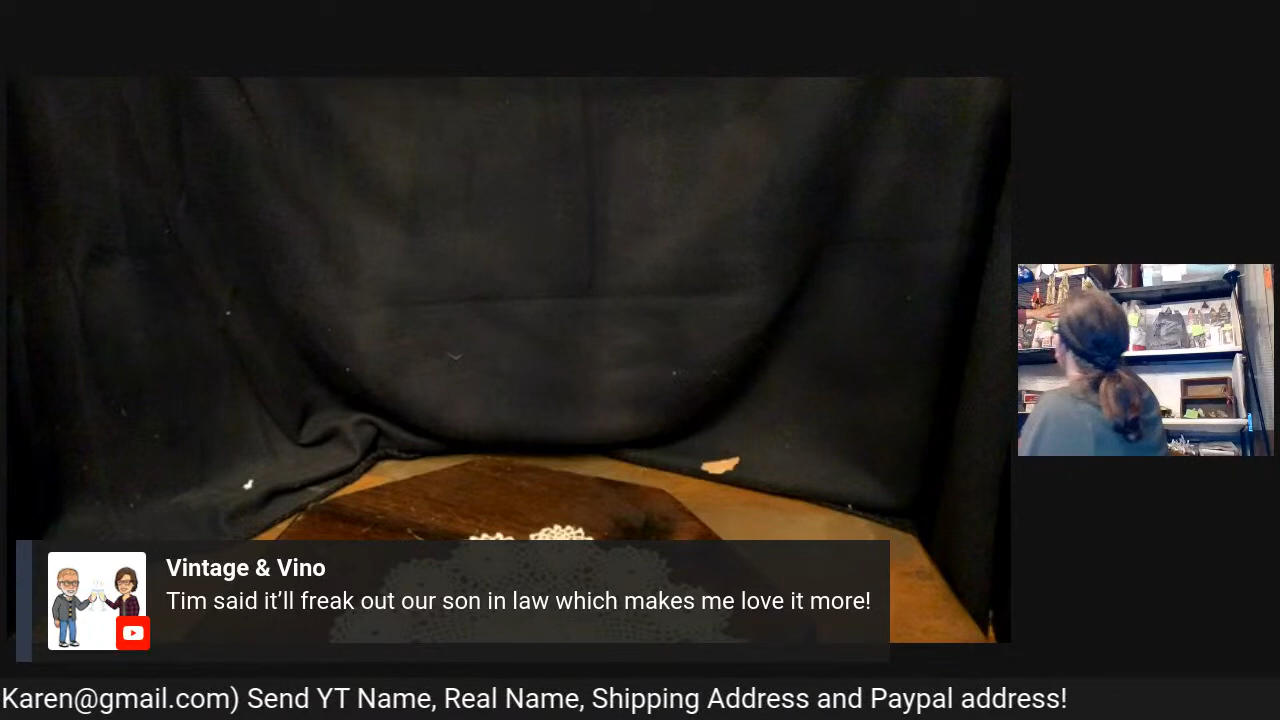 Vintage & Vino
Tim said it’ll freak out our son in law which makes me love it more!
Karen@gmail.com) Send YT Name, Real Name, Shipping Address and Paypal address!